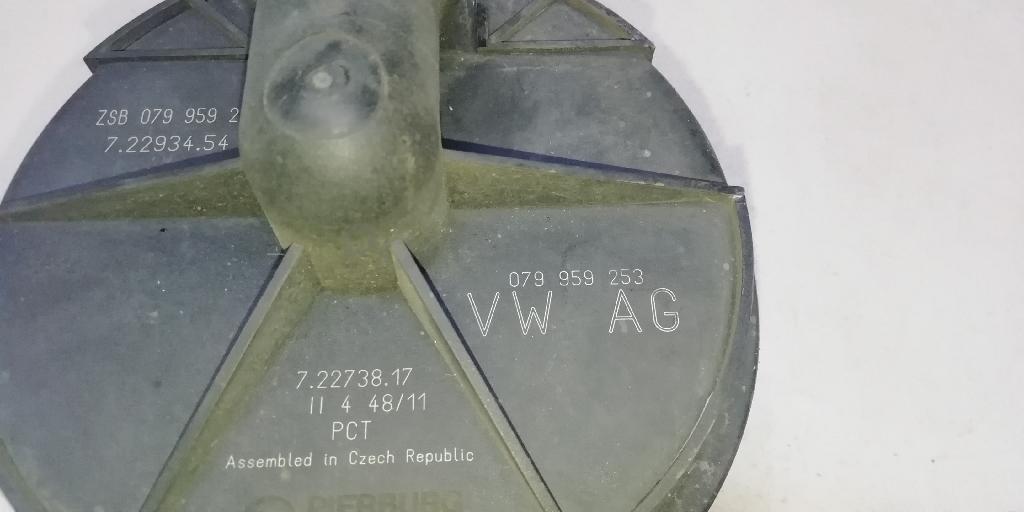 ZSB 079 959 2
7.22934.54
079 959 253
VW AG
7.22738.17
II 4 48/11
PCT
Assembled in Czech Republic
PIERBURG